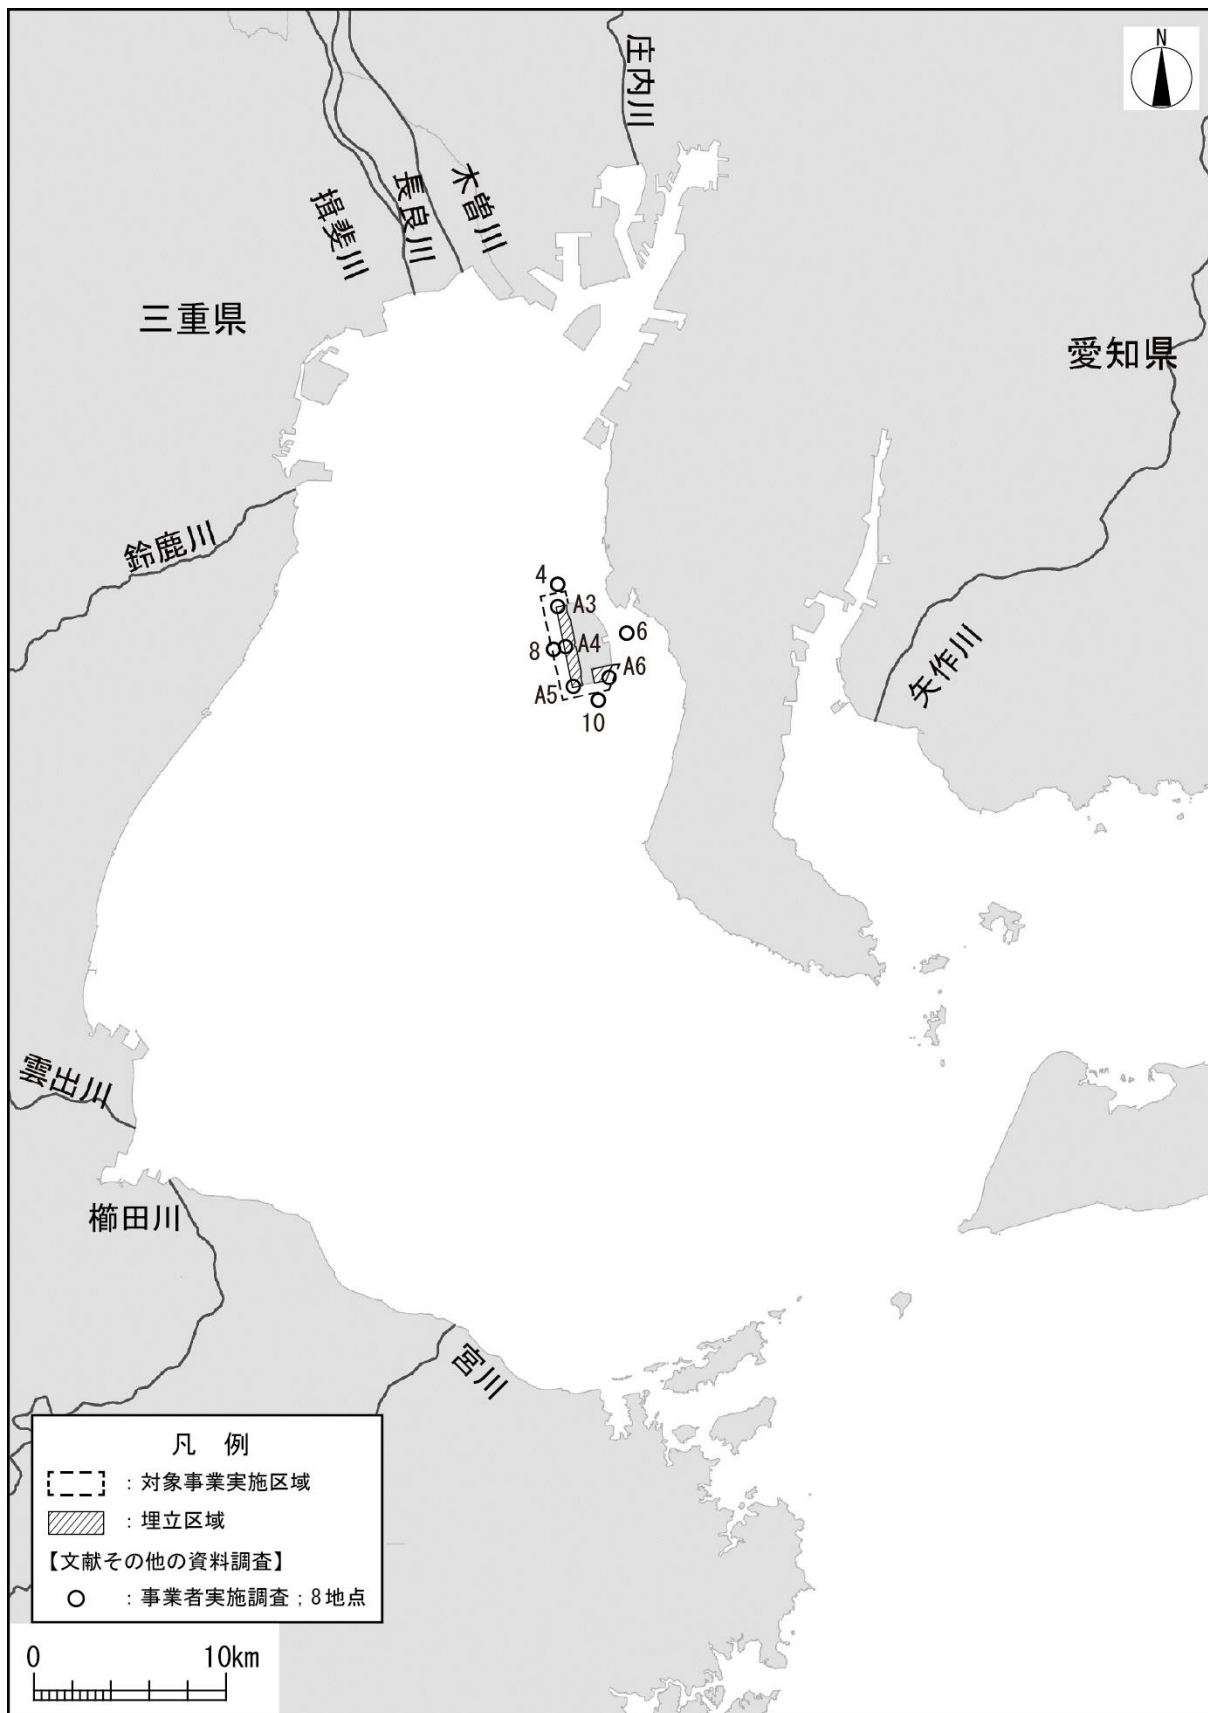 N
庄内川
木曽川
長良川
揖斐川
三重県
愛知県
鈴鹿川
4
A3
6
8
A4
A6
A5
10
矢作川
雲出川
櫛田川
宮川
凡 例
：対象事業実施区域
：埋立区域
【文献その他の資料調査】
：事業者実施調査；8地点
0 10km